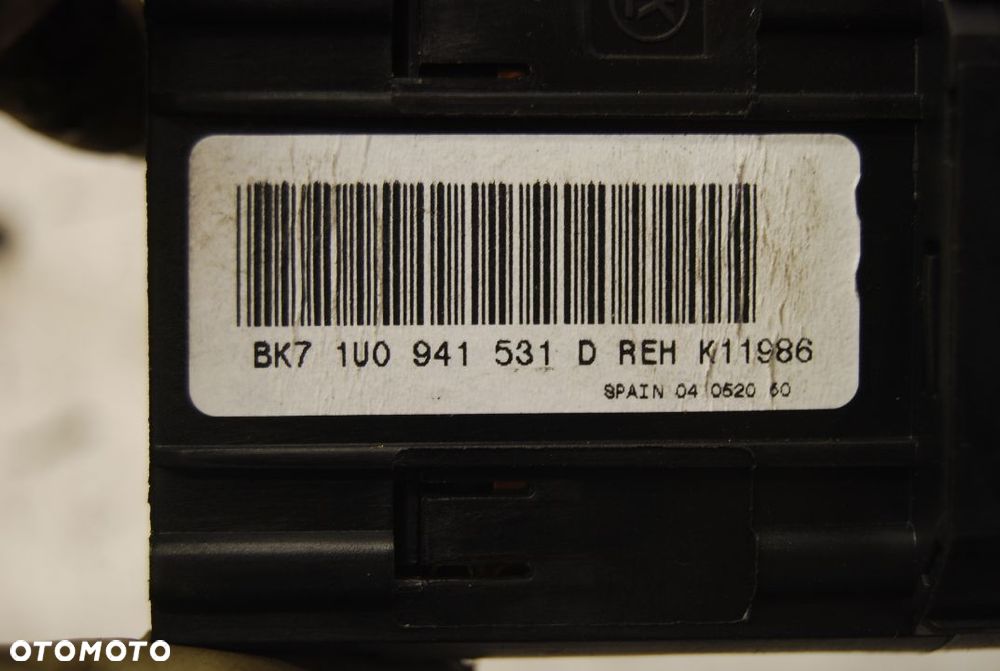 K
BK7 1U0 941 531 D REH K11986
SPAIN 04 0520 60
OTOMOTO